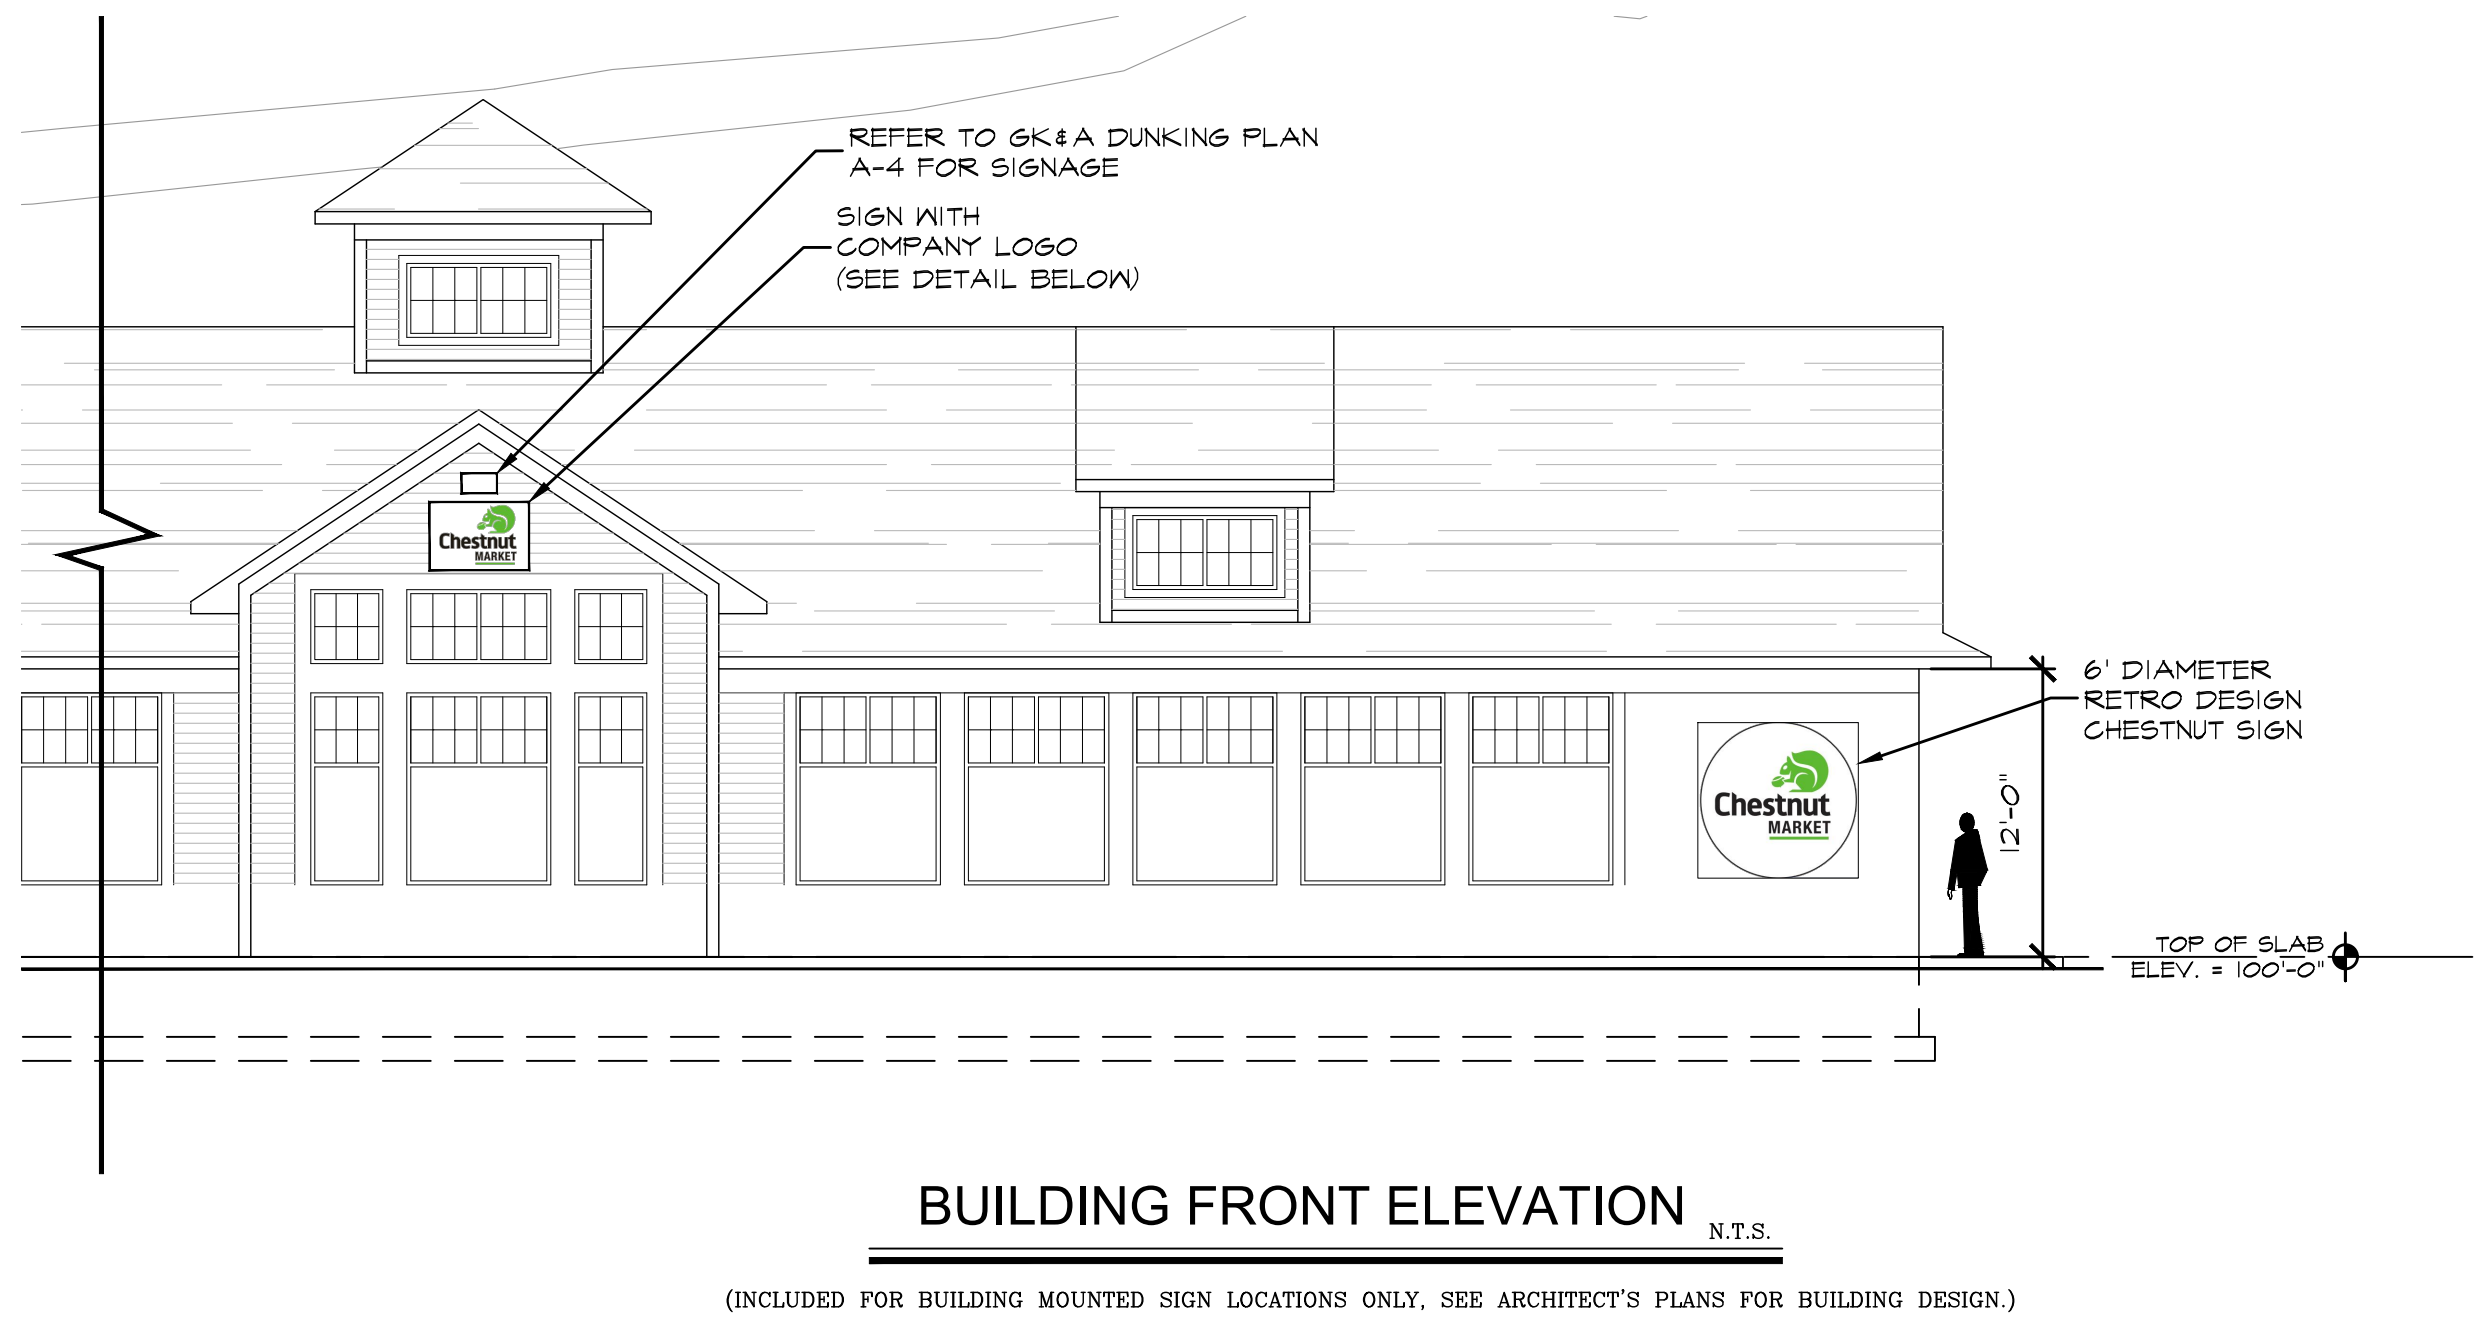 REFER TO GK&A DUNKING PLAN
A-4 FOR SIGNAGE
SIGN WITH
COMPANY LOGO
(SEE DETAIL BELOW)
Chestnut
MARKET
6' DIAMETER
RETRO DESIGN
CHESTNUT SIGN
Chestnut
MARKET
12'-0"
TOP OF SLAB
ELEV. = 100'-0"
BUILDING FRONT ELEVATION N.T.S.
(INCLUDED FOR BUILDING MOUNTED SIGN LOCATIONS ONLY, SEE ARCHITECT'S PLANS FOR BUILDING DESIGN.)